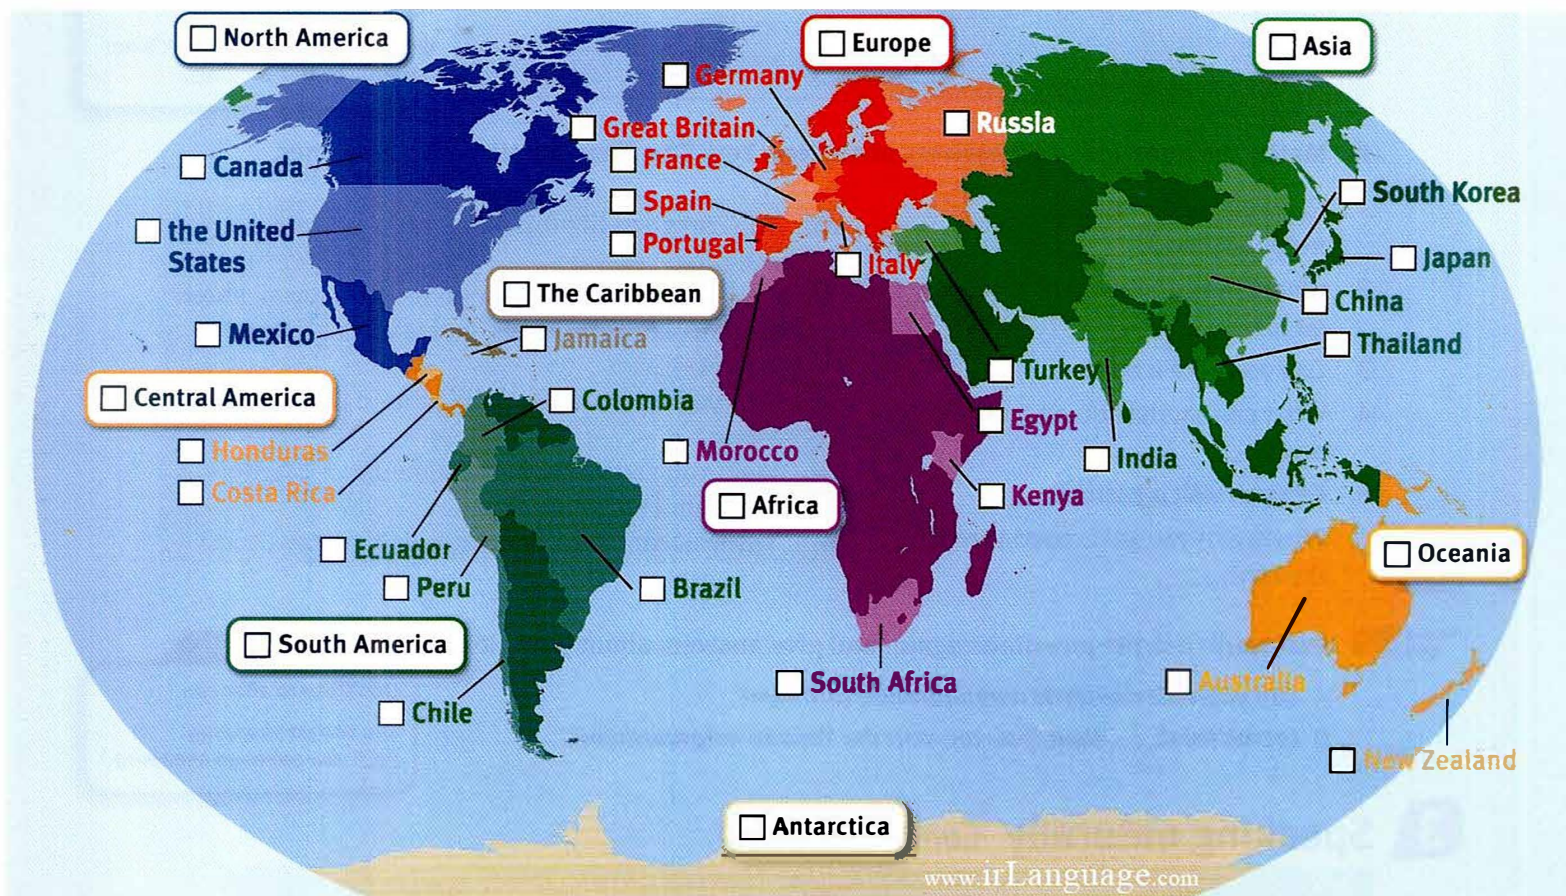 ☐ North America
☐ Europe
☐ Asia
☐ Germany
☐ Great Britain
☐ Russia
☐ France
☐ Canada
☐ Spain
☐ South Korea
☐ the United
States
☐ Portugal
☐ Italy
☐ Japan
☐ The Caribbean
☐ China
☐ Mexico
☐ Jamaica
☐ Thailand
☐ Turkey
☐ Central America
☐ Colombia
☐ Egypt
☐ Honduras
☐ Morocco
☐ India
☐ Costa Rica
☐ Kenya
☐ Africa
☐ Ecuador
☐ Oceania
☐ Peru
☐ Brazil
☐ South America
☐ South Africa
☐ Australia
☐ Chile
☐ New Zealand
☐ Antarctica
www.irLanguage.com